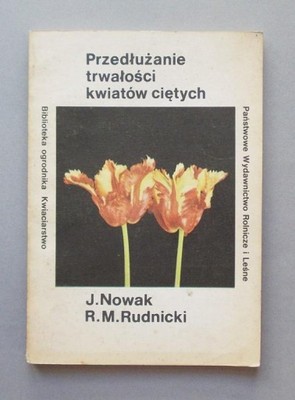 Przedłużanie
trwałości
kwiatów ciętych
Biblioteka ogrodnika Kwiaciarstwo
Państwowe Wydawnictwo Rolnicze i Leśne
J.Nowak
R.M.Rudnicki